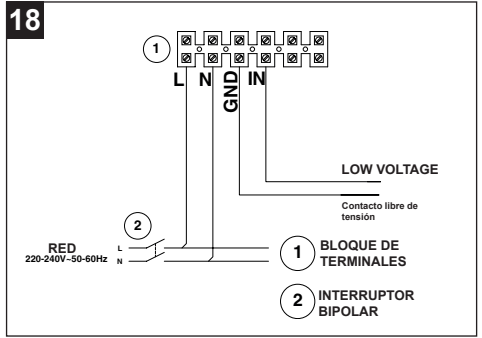 18
1
L N GND IN
LOW VOLTAGE
Contacto libre de
tensión
2
RED
220-240V~50-60Hz
L
N
1 BLOQUE DE
TERMINALES
2 INTERRUPTOR
BIPOLAR